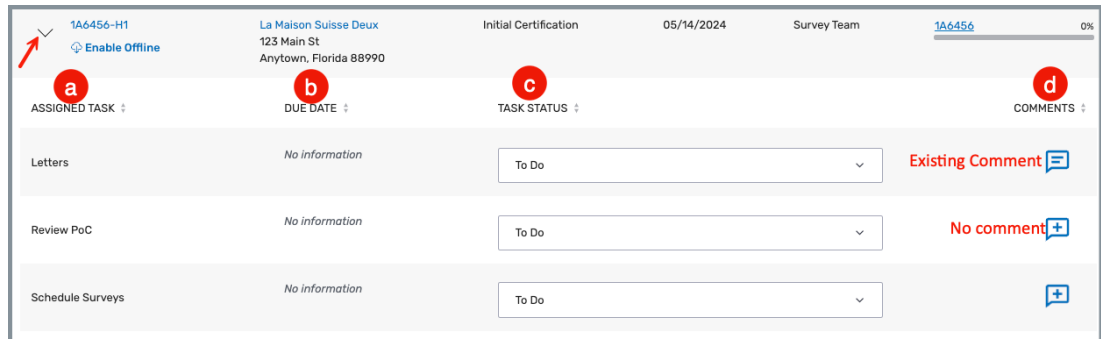 1A6456-H1 La Maison Suisse Deux Initial Certification 05/14/2024 Survey Team 1A6456 0%
Enable Offline 123 Main St
Anytown, Florida 88990
a b c d
ASSIGNED TASK DUE DATE TASK STATUS COMMENTS
Letters No information To Do Existing Comment
Review PoC No information To Do No comment
Schedule Surveys No information To Do